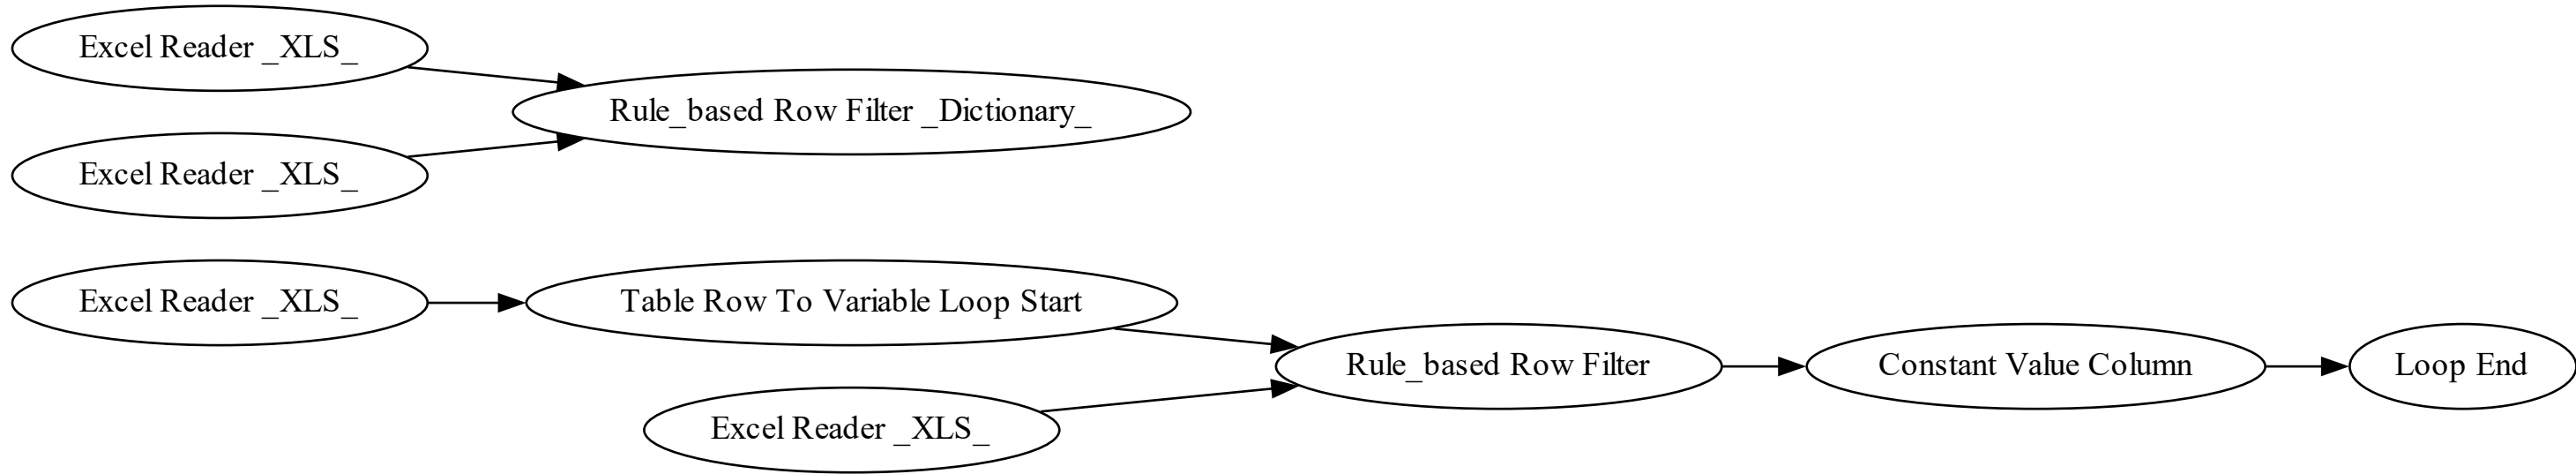 Excel Reader _XLS_
Rule_based Row Filter _Dictionary_
Excel Reader _XLS_
Excel Reader _XLS_
Table Row To Variable Loop Start
Rule_based Row Filter
Constant Value Column
Loop End
Excel Reader _XLS_